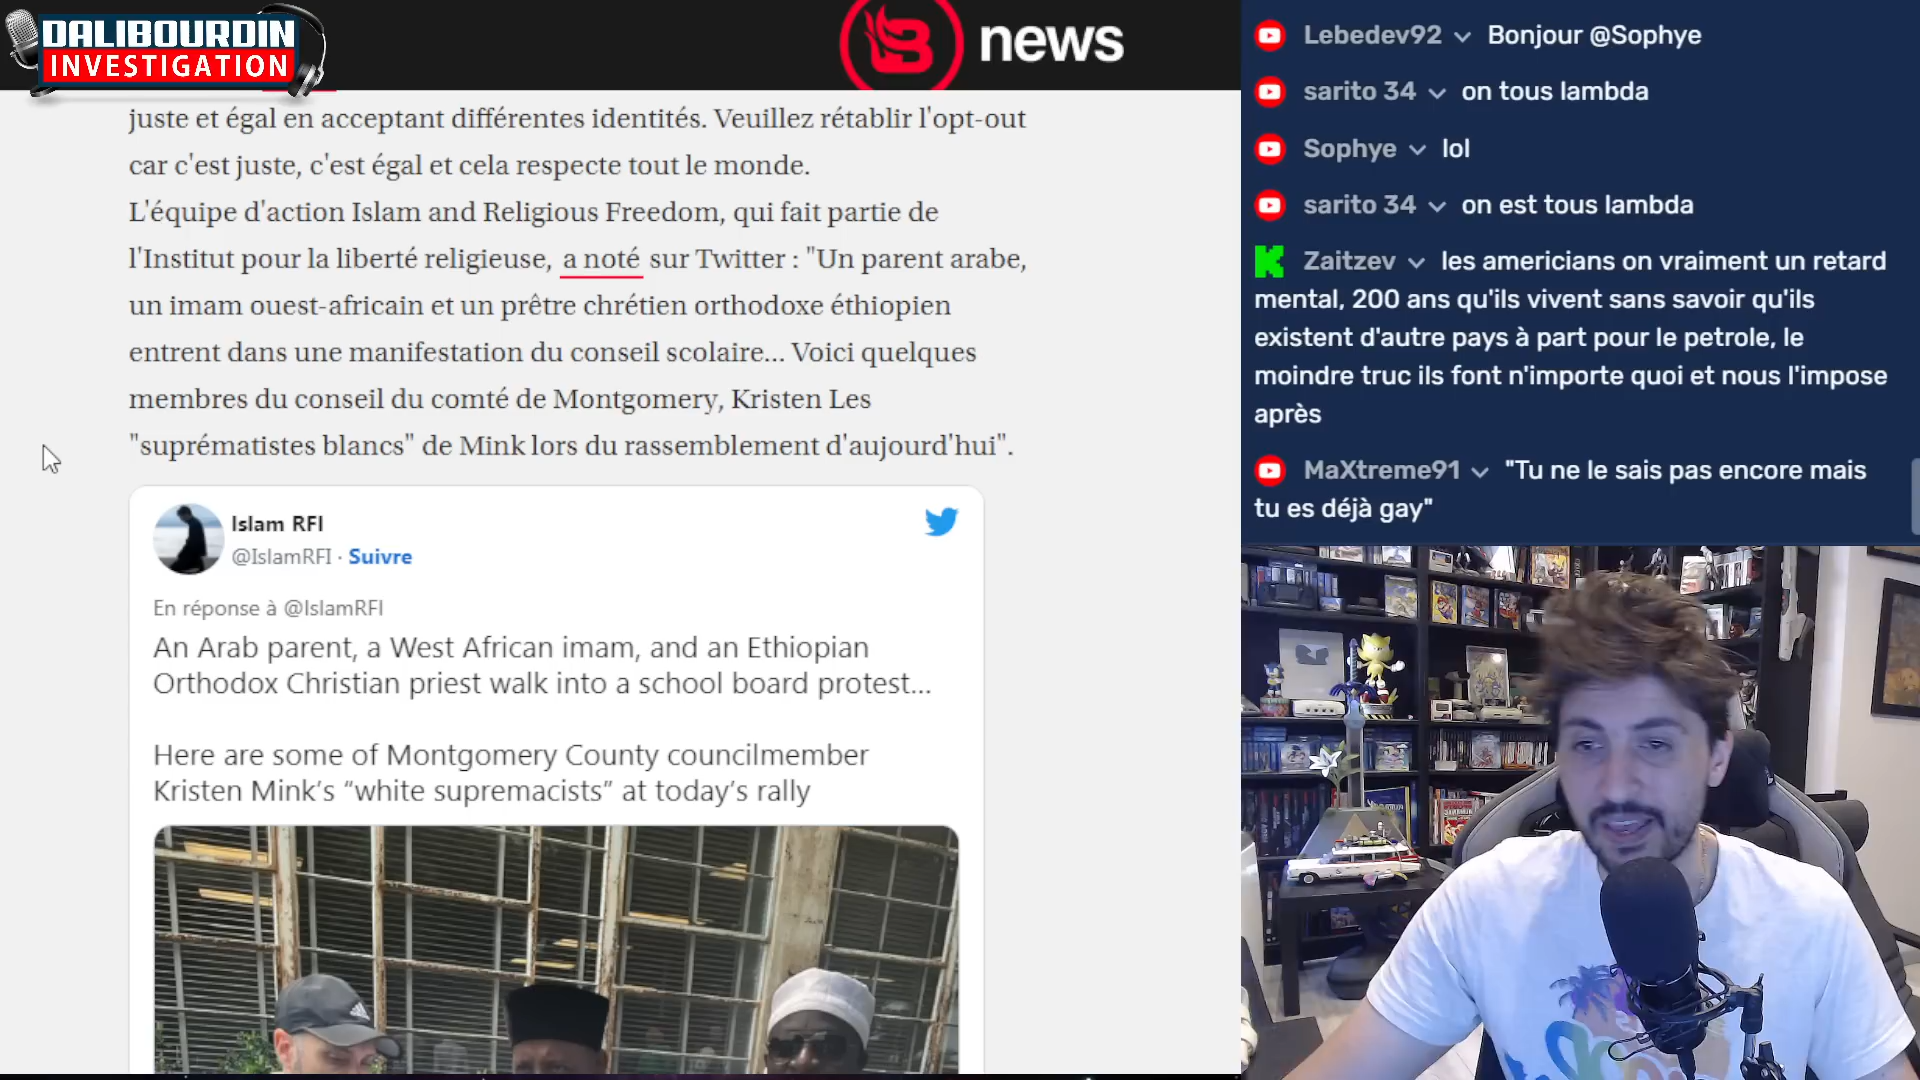 DALIBOURDIN
INVESTIGATION
news
juste et égal en acceptant différentes identités. Veuillez rétablir l'opt-out
car c'est juste, c'est égal et cela respecte tout le monde.
L'équipe d'action Islam and Religious Freedom, qui fait partie de
l'Institut pour la liberté religieuse, a noté sur Twitter : "Un parent arabe,
un imam ouest-africain et un prêtre chrétien orthodoxe éthiopien
entrent dans une manifestation du conseil scolaire... Voici quelques
membres du conseil du comté de Montgomery, Kristen Les
"suprématistes blancs" de Mink lors du rassemblement d'aujourd'hui".
Islam RFI
@IslamRFI · Suivre
En réponse à @IslamRFI
An Arab parent, a West African imam, and an Ethiopian
Orthodox Christian priest walk into a school board protest...
Here are some of Montgomery County councilmember
Kristen Mink's “white supremacists” at today's rally
Lebedev92 Bonjour @Sophye
sarito 34 on tous lambda
Sophye lol
sarito 34 on est tous lambda
Zaitzev les americians on vraiment un retard
mental, 200 ans qu'ils vivent sans savoir qu'ils
existent d'autre pays à part pour le petrole, le
moindre truc ils font n'importe quoi et nous l'impose
après
MaXtreme91 "Tu ne le sais pas encore mais
tu es déjà gay"